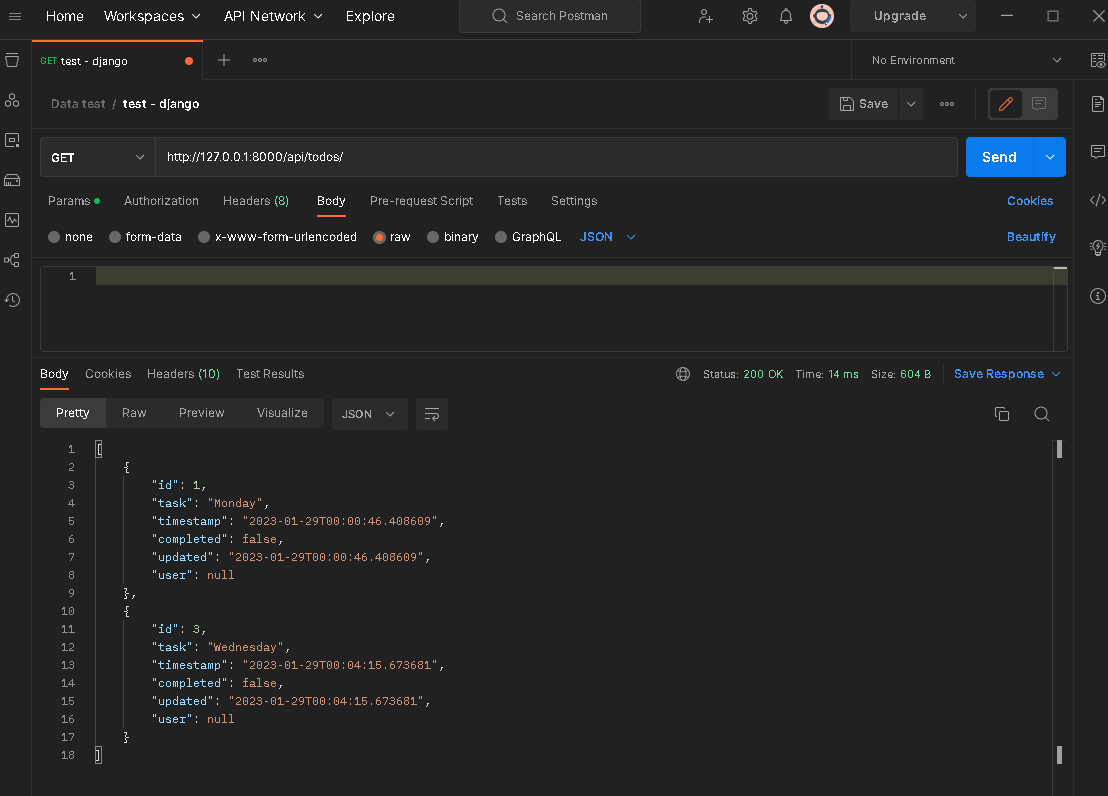 Home Workspaces API Network Explore Search Postman Upgrade
GET test - django No Environment
Data test / test - django Save
GET http://127.0.0.1:8000/api/todos/ Send
Params Authorization Headers (8) Body Pre-request Script Tests Settings Cookies
none form-data x-www-form-urlencoded raw binary GraphQL JSON Beautify
1
Body Cookies Headers (10) Test Results Status: 200 OK Time: 14 ms Size: 604 B Save Response
Pretty Raw Preview Visualize JSON
1 [
2 {
3 "id": 1,
4 "task": "Monday",
5 "timestamp": "2023-01-29T00:00:46.408609",
6 "completed": false,
7 "updated": "2023-01-29T00:00:46.408609",
8 "user": null
9 },
10 {
11 "id": 3,
12 "task": "Wednesday",
13 "timestamp": "2023-01-29T00:04:15.673681",
14 "completed": false,
15 "updated": "2023-01-29T00:04:15.673681",
16 "user": null
17 }
18 ]